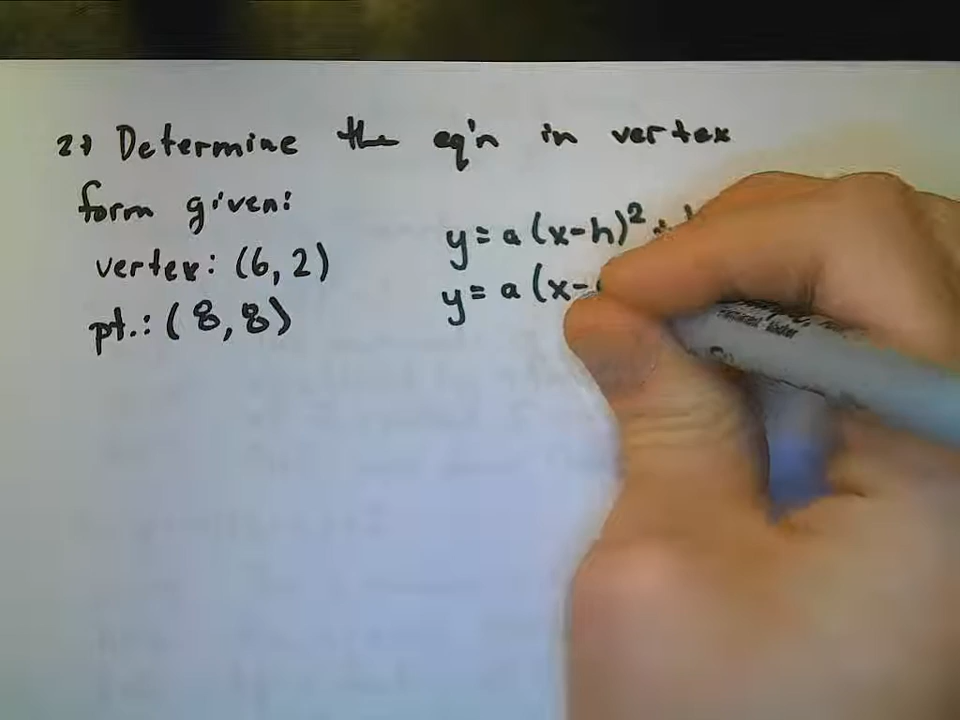 2) Determine the eq'n in vertex
form given:
y = a (x-h)²
vertex: (6,2)
y = a (x-
pt.: (8,8)